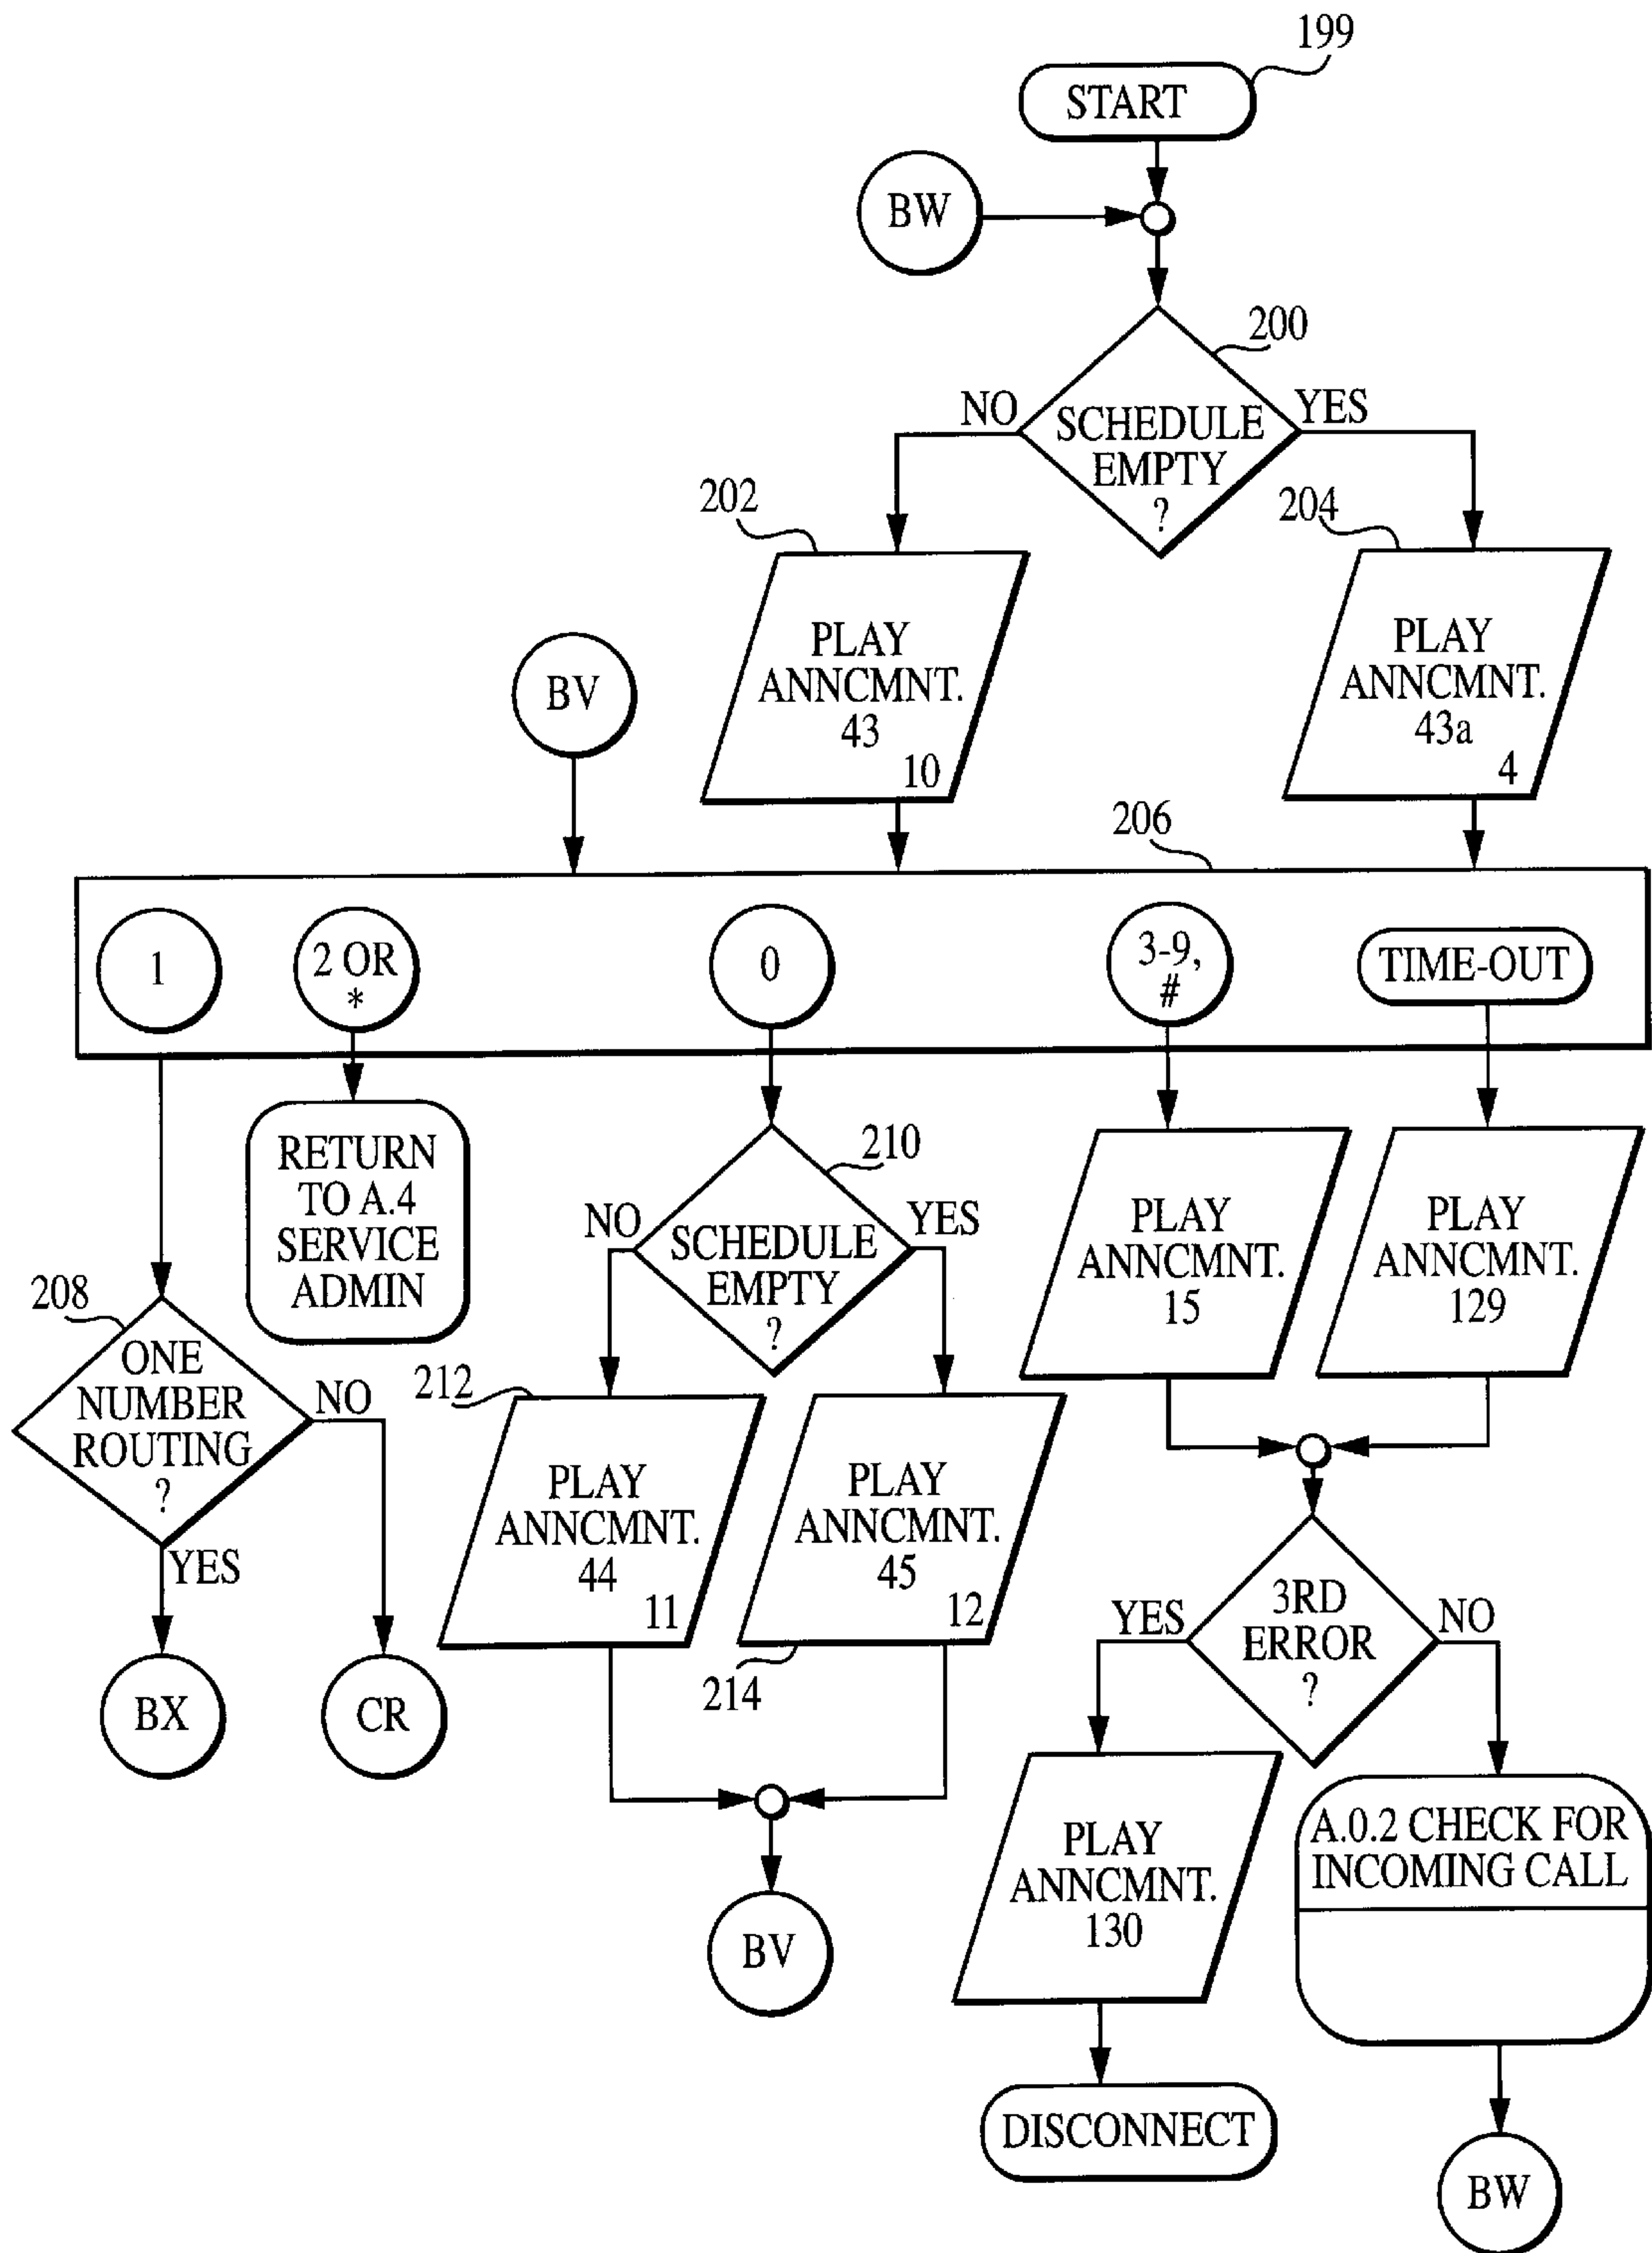 199
START
BW
200
NO
YES
SCHEDULE
EMPTY
?
202
204
PLAY
ANNCMNT.
43
10
PLAY
ANNCMNT.
43a
4
BV
206
1
2 OR
*
0
3-9,
#
TIME-OUT
RETURN
TO A.4
SERVICE
ADMIN
210
NO
YES
SCHEDULE
EMPTY
?
PLAY
ANNCMNT.
15
PLAY
ANNCMNT.
129
208
ONE
NUMBER
ROUTING
?
NO
YES
212
PLAY
ANNCMNT.
44
11
PLAY
ANNCMNT.
45
12
214
BX
CR
YES
3RD
ERROR
?
NO
BV
PLAY
ANNCMNT.
130
A.0.2 CHECK FOR
INCOMING CALL
DISCONNECT
BW